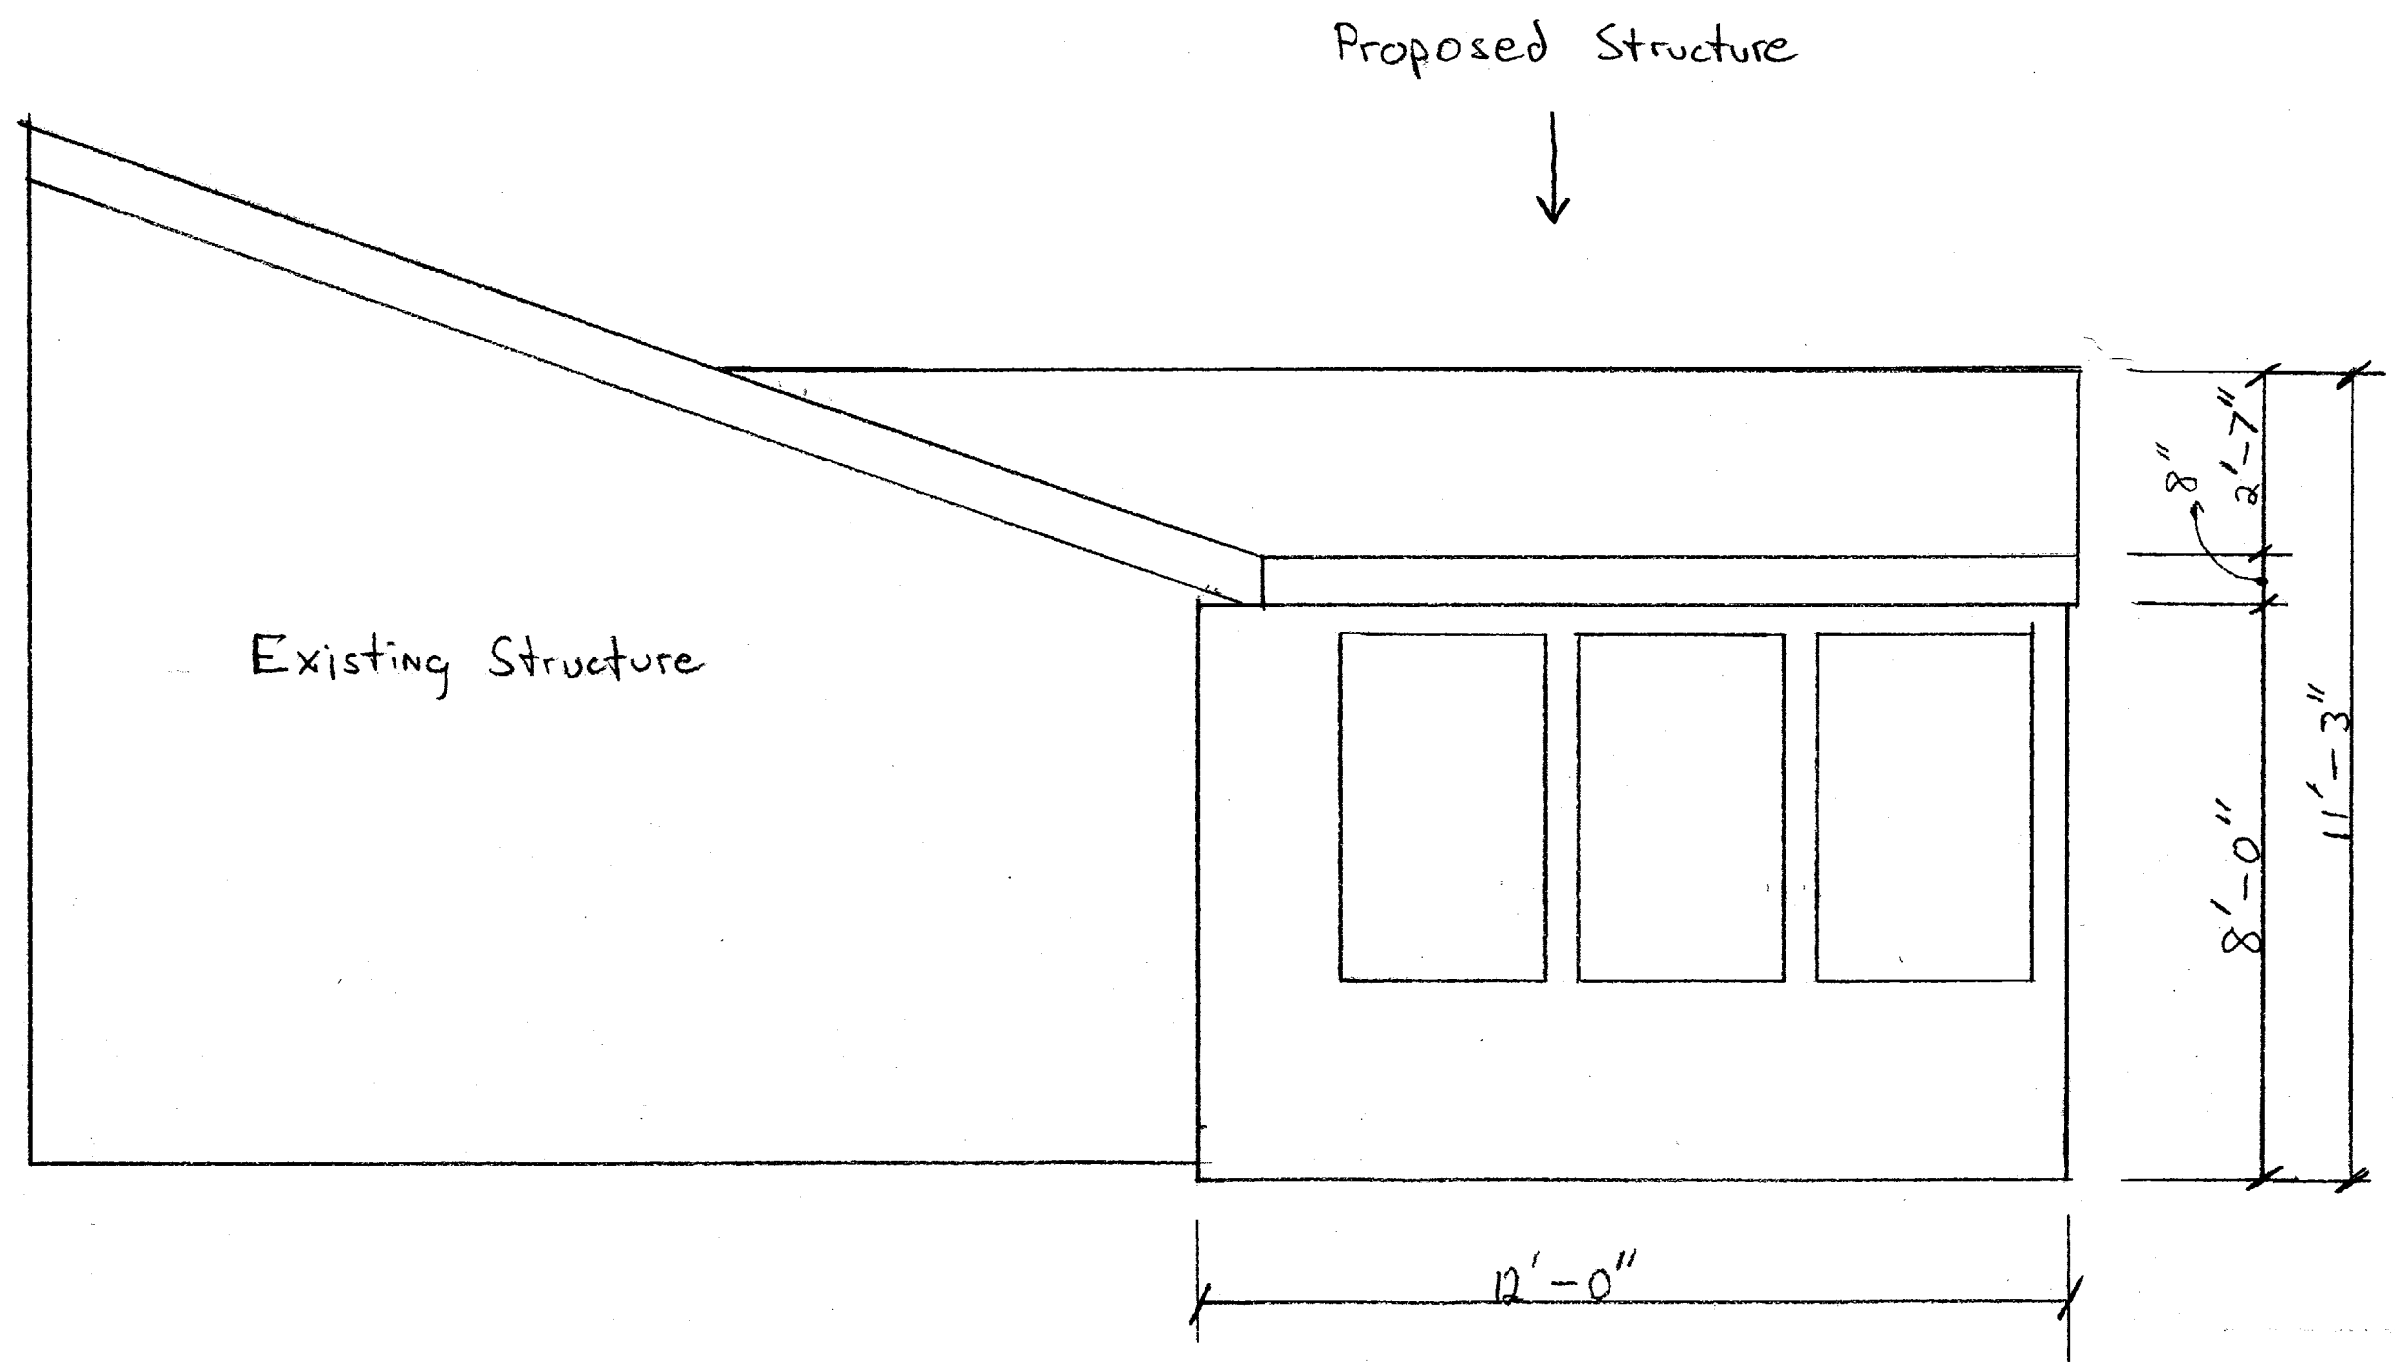 Proposed Structure
Existing Structure
8"
2'-7"
8'-0"
11'-3"
12'-0"